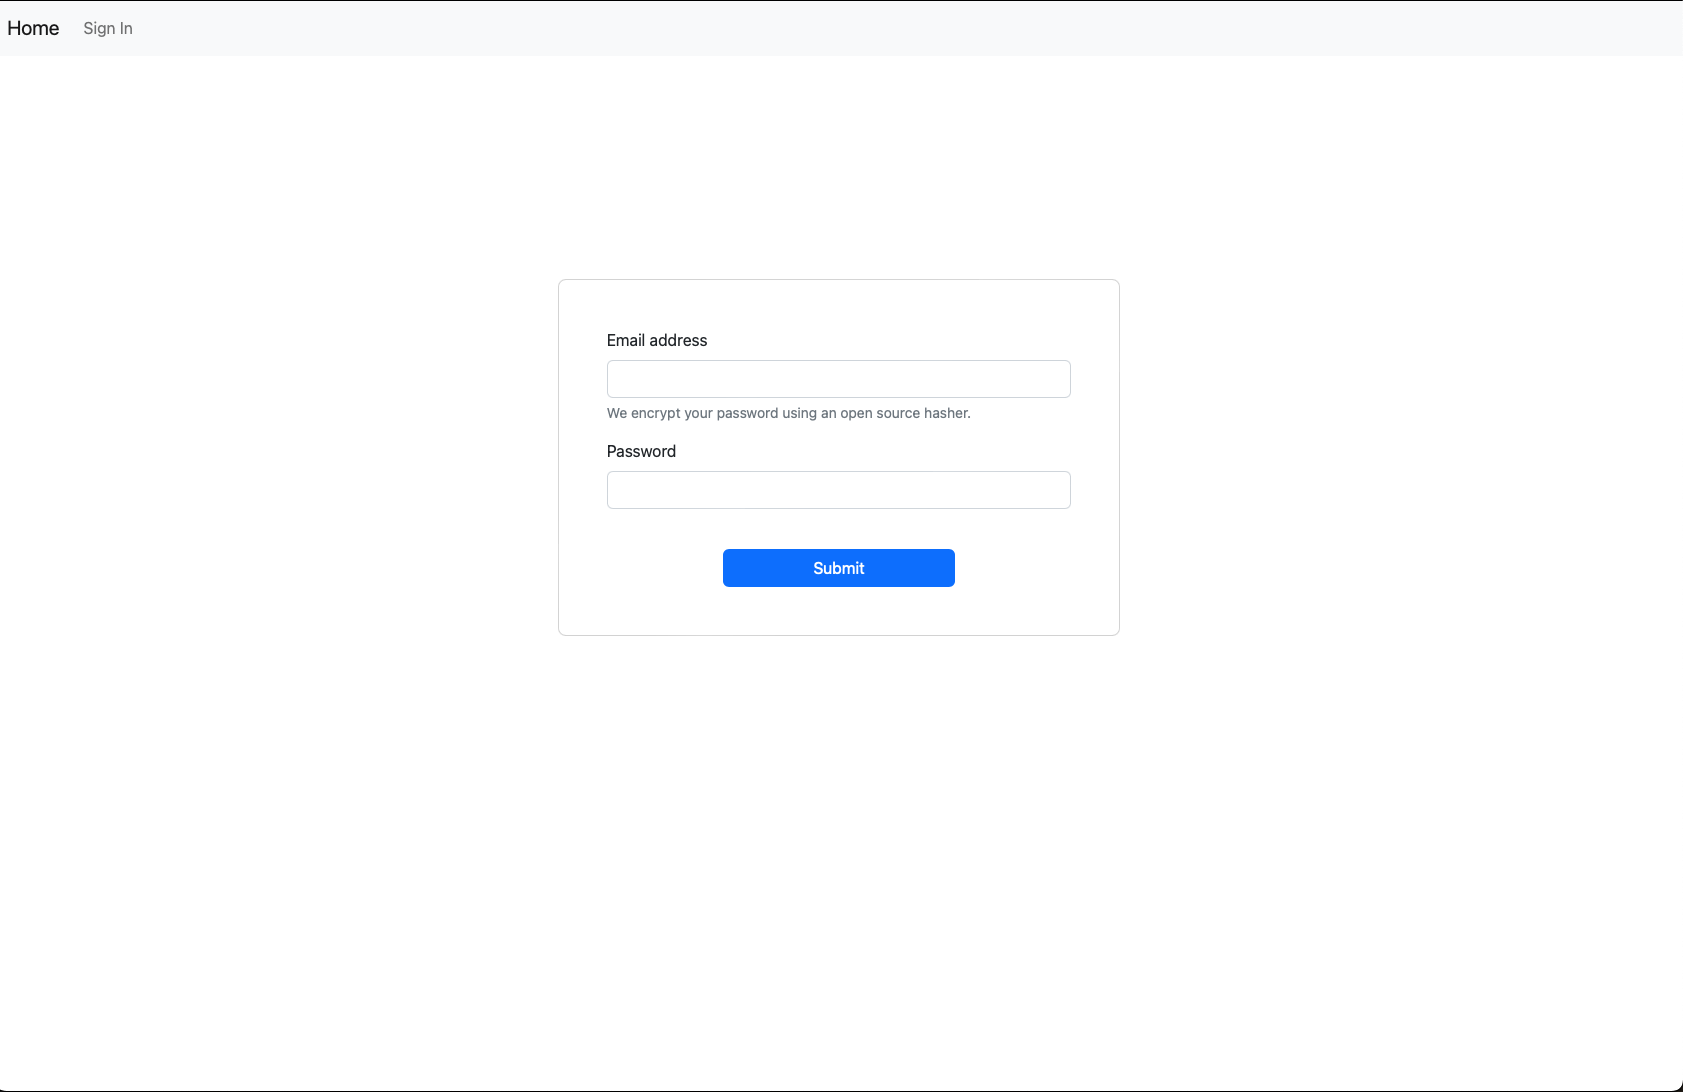 Home Sign In
Email address
We encrypt your password using an open source hasher.
Password
Submit